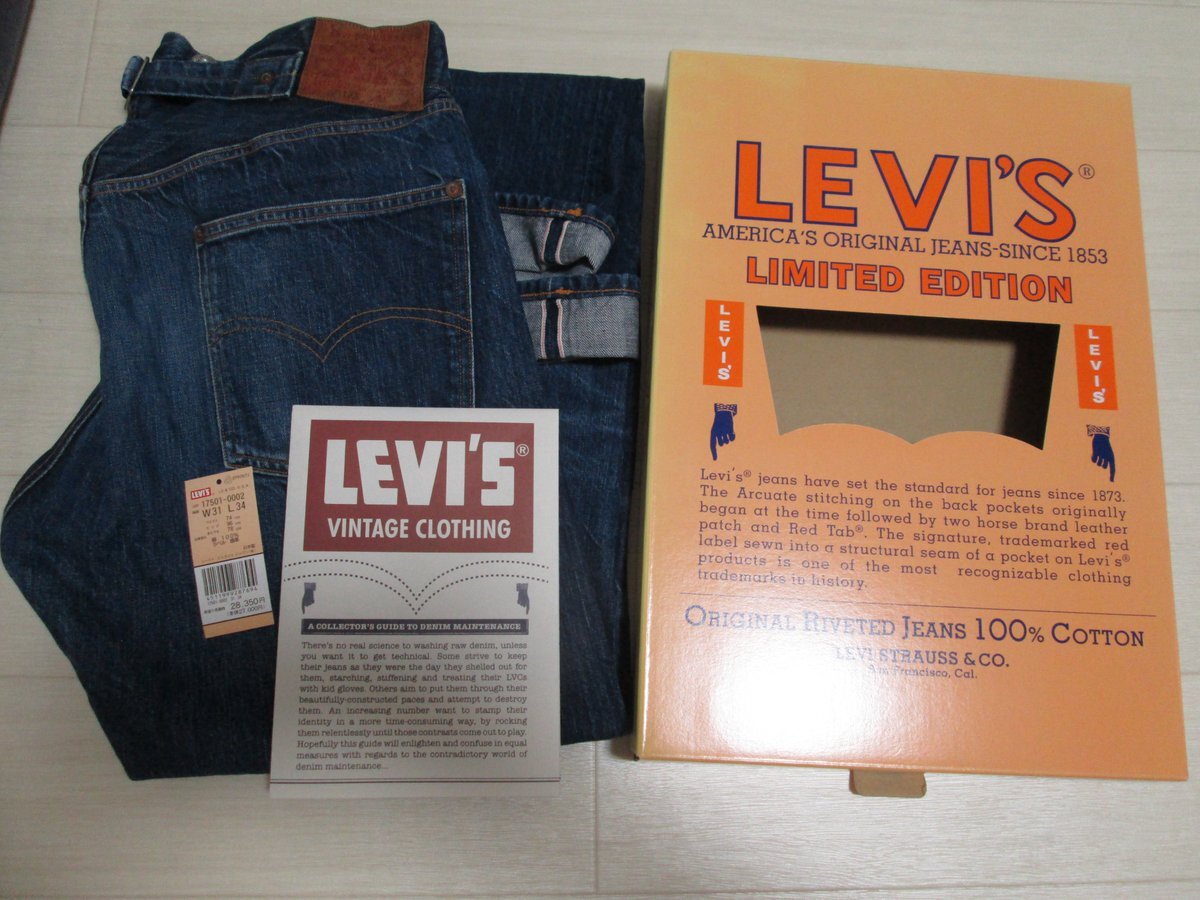 LEVI'S®
AMERICA'S ORIGINAL JEANS-SINCE 1853
LIMITED EDITION
LEVI'S
LEVI'S
Levi's® jeans have set the standard for jeans since 1873.
The Arcuate stitching on the back pockets originally
began at the time followed by two horse brand leather
patch and Red Tab®. The signature, trademarked red
label sewn into a structural seam of a pocket on Levi's®
products is one of the most recognizable clothing
trademarks in history.
ORIGINAL RIVETED JEANS 100% COTTON
LEVI STRAUSS & CO.
San Francisco, Cal.
LEVI'S®
VINTAGE CLOTHING
A COLLECTOR'S GUIDE TO DENIM MAINTENANCE
There's no real science to washing raw denim, unless
you want it to get technical. Some strive to keep
their jeans as they were the day they shelled out for
them, starching, stiffening and treating their LVCs
with kid gloves. Others aim to put them through their
beautifully-constructed paces and attempt to destroy
them. An increasing number want to stamp their
identity in a more time-consuming way, by rocking
them relentlessly until those contrasts come out to play.
Hopefully this guide will enlighten and confuse in equal
measures with regards to the contradictory world of
denim maintenance...
LEVI'S
17501-0002
W31 L34
綿 100%
日本製
28,350円